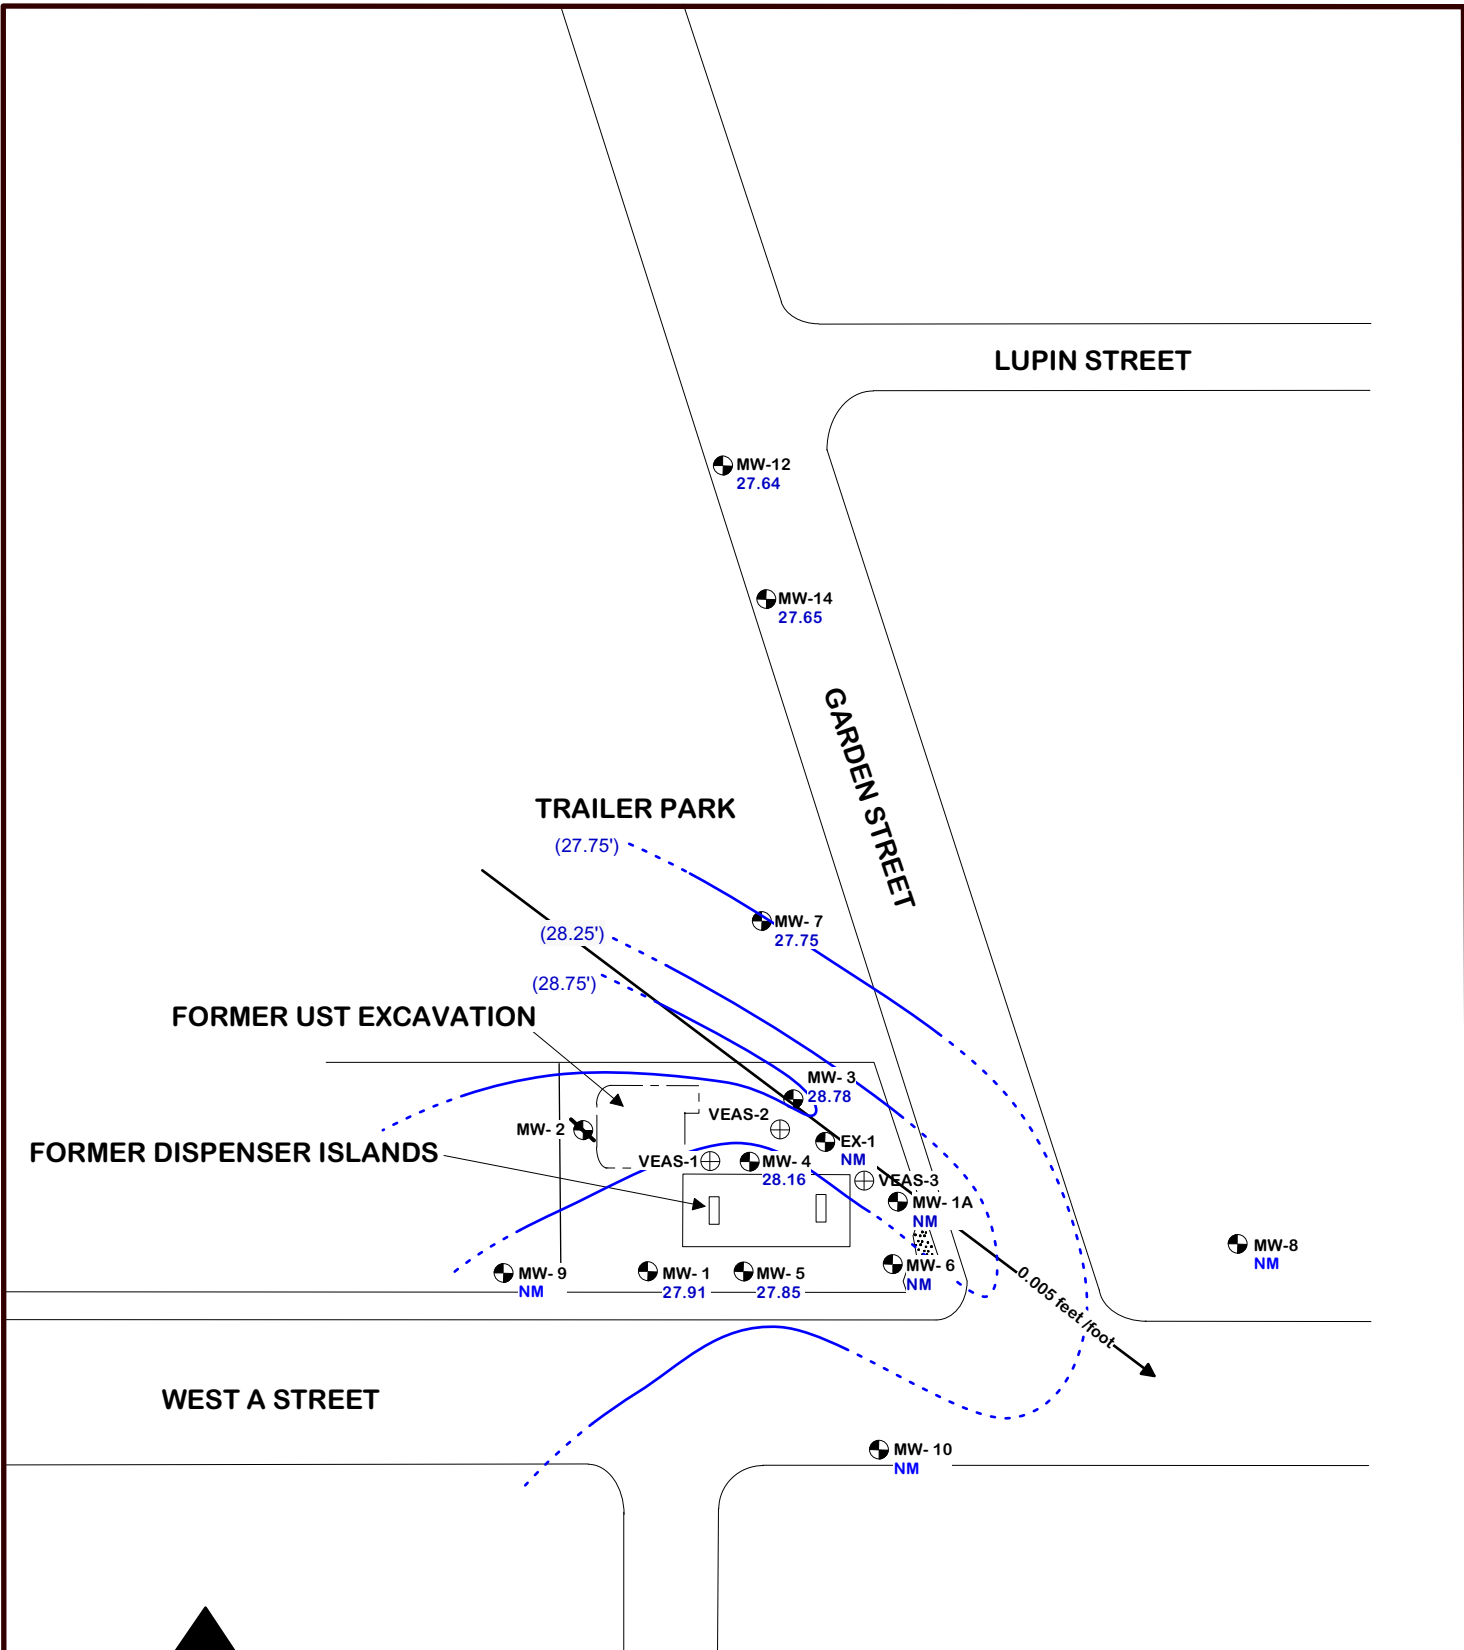 LUPIN STREET
MW-12
27.64
MW-14
27.65
GARDEN STREET
TRAILER PARK
(27.75')
MW- 7
27.75
(28.25')
(28.75')
FORMER UST EXCAVATION
MW- 3
28.78
VEAS-2
MW- 2
EX-1
NM
FORMER DISPENSER ISLANDS
VEAS-1
MW- 4
28.16
VEAS-3
MW- 1A
NM
MW-8
NM
MW- 9
NM
MW- 1
27.91
MW- 5
27.85
MW- 6
NM
0.005 feet /foot
WEST A STREET
MW- 10
NM